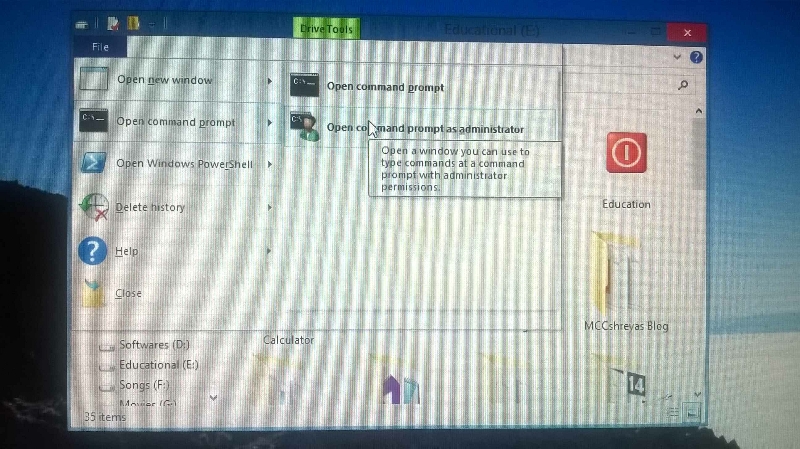 Drive Tools
Educational (E:)
File
Open new window
Open command prompt
Open Windows PowerShell
Delete history
Help
Close
Open command prompt
Open command prompt as administrator
Open a window you can use to
type commands at a command
prompt with administrator
permissions.
Education
MCCshreyas Blog
Calculator
14
Softwares (D:)
Educational (E:)
Songs (F:)
Movies (G:)
35 items